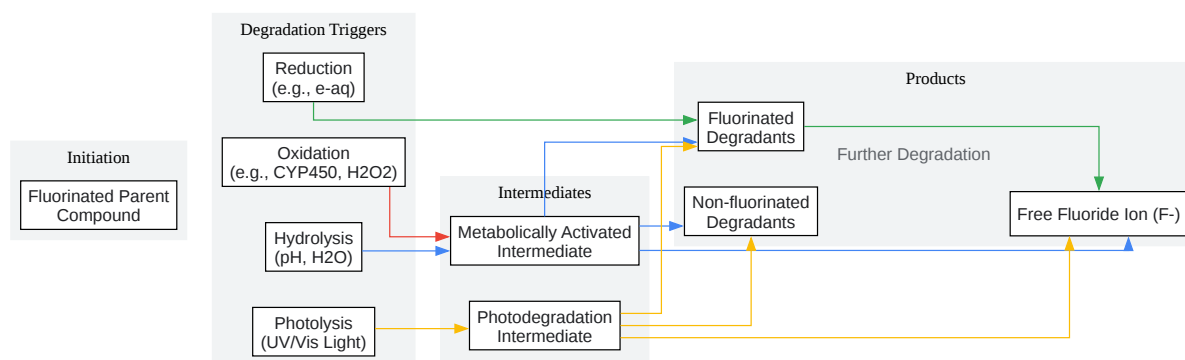 Initiation
Fluorinated Parent
Compound
Degradation Triggers
Reduction
(e.g., e-aq)
Oxidation
(e.g., CYP450, H2O2)
Hydrolysis
(pH, H2O)
Photolysis
(UV/Vis Light)
Intermediates
Metabolically Activated
Intermediate
Photodegradation
Intermediate
Products
Fluorinated
Degradants
Further Degradation
Non-fluorinated
Degradants
Free Fluoride Ion (F-)